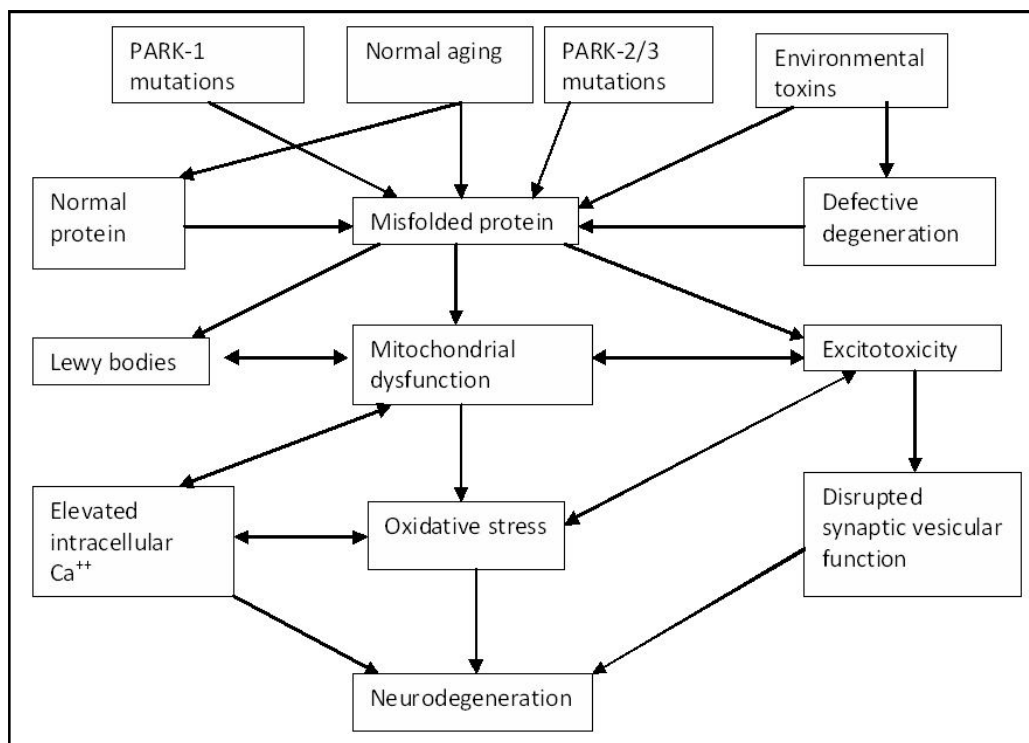 PARK-1
mutations
Normal aging
PARK-2/3
mutations
Environmental
toxins
Normal
protein
Misfolded protein
Defective
degeneration
Lewy bodies
Mitochondrial
dysfunction
Excitotoxicity
Elevated
intracellular
Ca⁺⁺
Oxidative stress
Disrupted
synaptic vesicular
function
Neurodegeneration